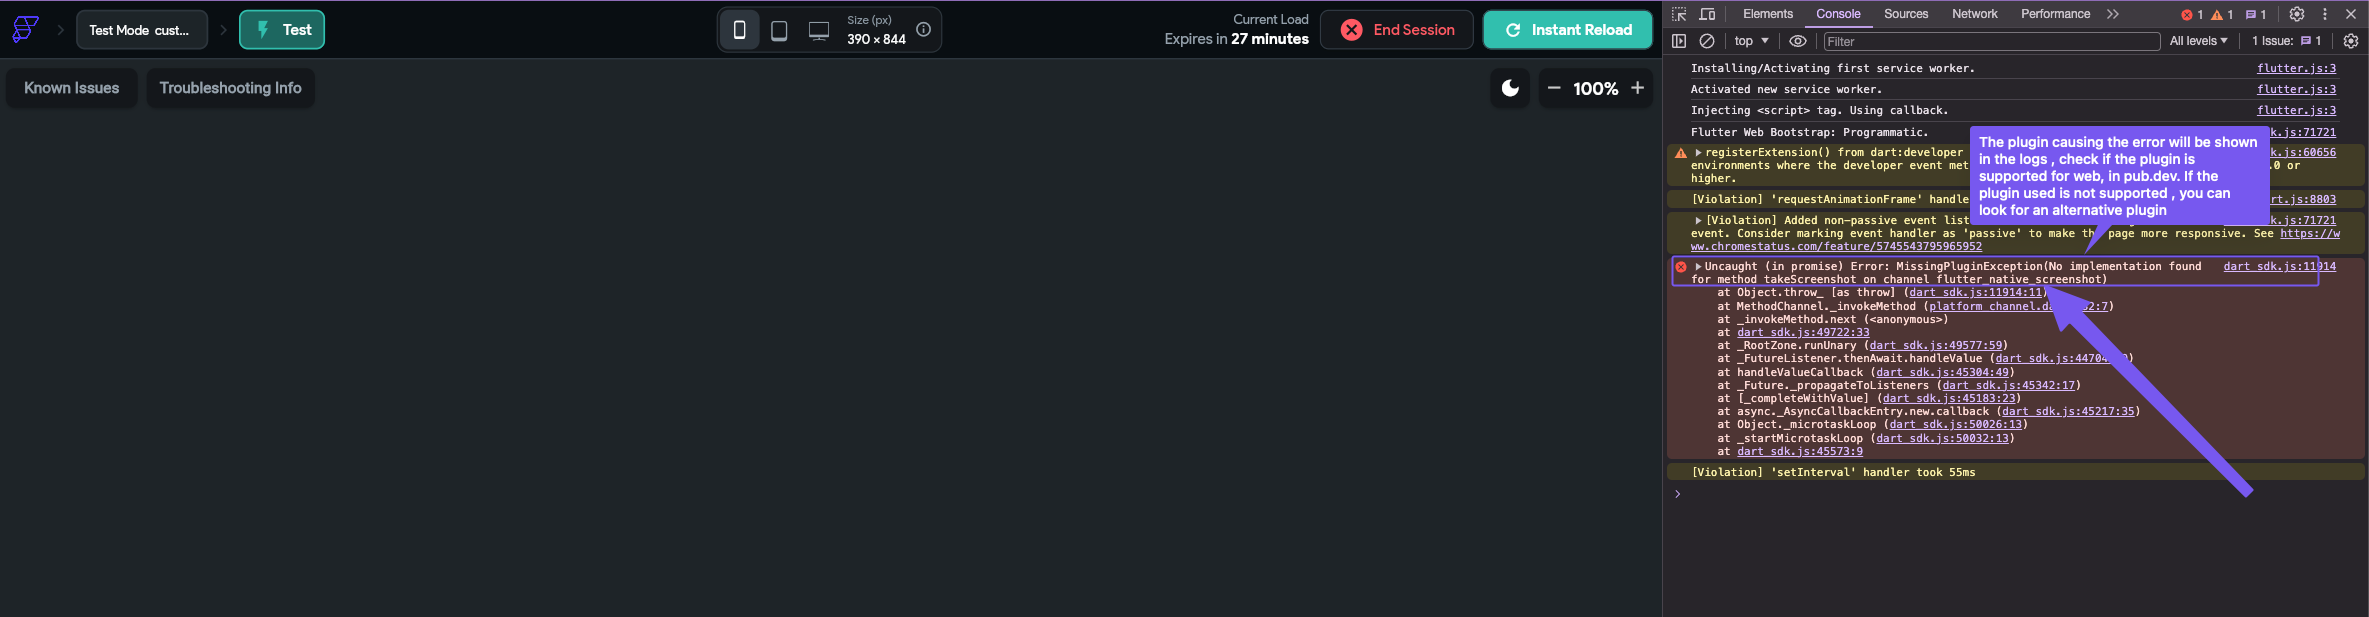 Test Mode cust...
Test
Size (px)
390 × 844
Current Load
Expires in 27 minutes
End Session
Instant Reload
Known Issues
Troubleshooting Info
100%
Elements
Console
Sources
Network
Performance
1
1
1
top
Filter
All levels
1 Issue:
1
Installing/Activating first service worker. flutter.js:3
Activated new service worker. flutter.js:3
Injecting <script> tag. Using callback. flutter.js:3
Flutter Web Bootstrap: Programmatic. k.js:71721
The plugin causing the error will be shown
in the logs , check if the plugin is
supported for web, in pub.dev. If the
plugin used is not supported , you can
look for an alternative plugin
registerExtension() from dart:developer k.js:60656
environments where the developer event met .0 or
higher.
[Violation] 'requestAnimationFrame' handle rt.js:8803
[Violation] Added non-passive event list k.js:71721
event. Consider marking event handler as 'passive' to make th page more responsive. See https://w
ww.chromestatus.com/feature/5745543795965952
Uncaught (in promise) Error: MissingPluginException(No implementation found dart_sdk.js:11914
for method takeScreenshot on channel flutter_native_screenshot)
at Object.throw_ [as throw] (dart_sdk.js:11914:11)
at MethodChannel._invokeMethod (platform_channel.da 2:7)
at _invokeMethod.next (<anonymous>)
at dart_sdk.js:49722:33
at _RootZone.runUnary (dart_sdk.js:49577:59)
at _FutureListener.thenAwait.handleValue (dart_sdk.js:44704 )
at handleValueCallback (dart_sdk.js:45304:49)
at _Future._propagateToListeners (dart_sdk.js:45342:17)
at [_completeWithValue] (dart_sdk.js:45183:23)
at async._AsyncCallbackEntry.new.callback (dart_sdk.js:45217:35)
at Object._microtaskLoop (dart_sdk.js:50026:13)
at _startMicrotaskLoop (dart_sdk.js:50032:13)
at dart_sdk.js:45573:9
[Violation] 'setInterval' handler took 55ms